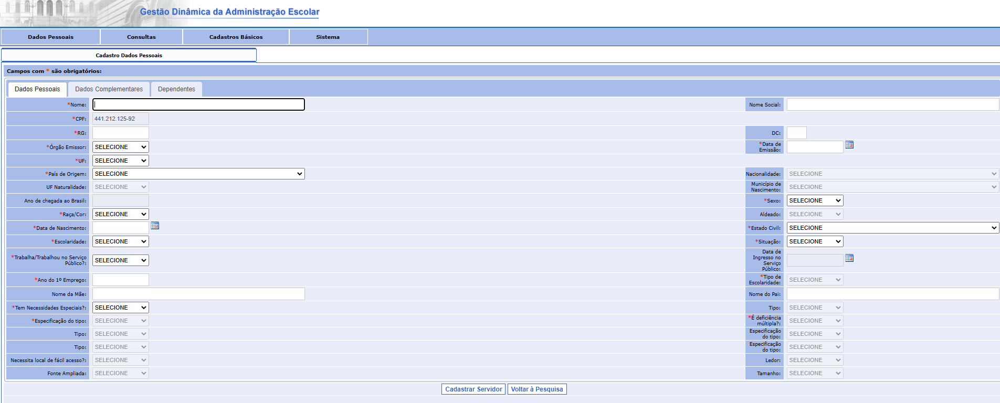 Gestão Dinâmica da Administração Escolar
Dados Pessoais Consultas Cadastros Básicos Sistema
Cadastro Dados Pessoais
Campos com * são obrigatórios:
Dados Pessoais Dados Complementares Dependentes
*Nome: Nome Social:
*CPF: 441.212.125-92
*RG: DC:
*Órgão Emissor: SELECIONE *Data de
Emissão:
*UF: SELECIONE
*País de Origem: SELECIONE Nacionalidade: SELECIONE
UF Naturalidade: SELECIONE Município de
Nascimento: SELECIONE
Ano de chegada ao Brasil: *Sexo: SELECIONE
*Raça/Cor: SELECIONE Aldeado: SELECIONE
*Data de Nascimento: *Estado Civil: SELECIONE
*Escolaridade: SELECIONE *Situação: SELECIONE
*Trabalha/Trabalhou no Serviço
Público?: SELECIONE Data de
Ingresso no
Serviço
Público:
*Ano do 1º Emprego: *Tipo de
Escolaridade: SELECIONE
Nome da Mãe: Nome do Pai:
*Tem Necessidades Especiais?: SELECIONE Tipo: SELECIONE
*Especificação do tipo: SELECIONE *É deficiência
múltipla?: SELECIONE
Tipo: SELECIONE Especificação
do tipo: SELECIONE
Tipo: SELECIONE Especificação
do tipo: SELECIONE
Necessita local de fácil acesso?: SELECIONE Ledor: SELECIONE
Fonte Ampliada: SELECIONE Tamanho: SELECIONE
Cadastrar Servidor Voltar à Pesquisa